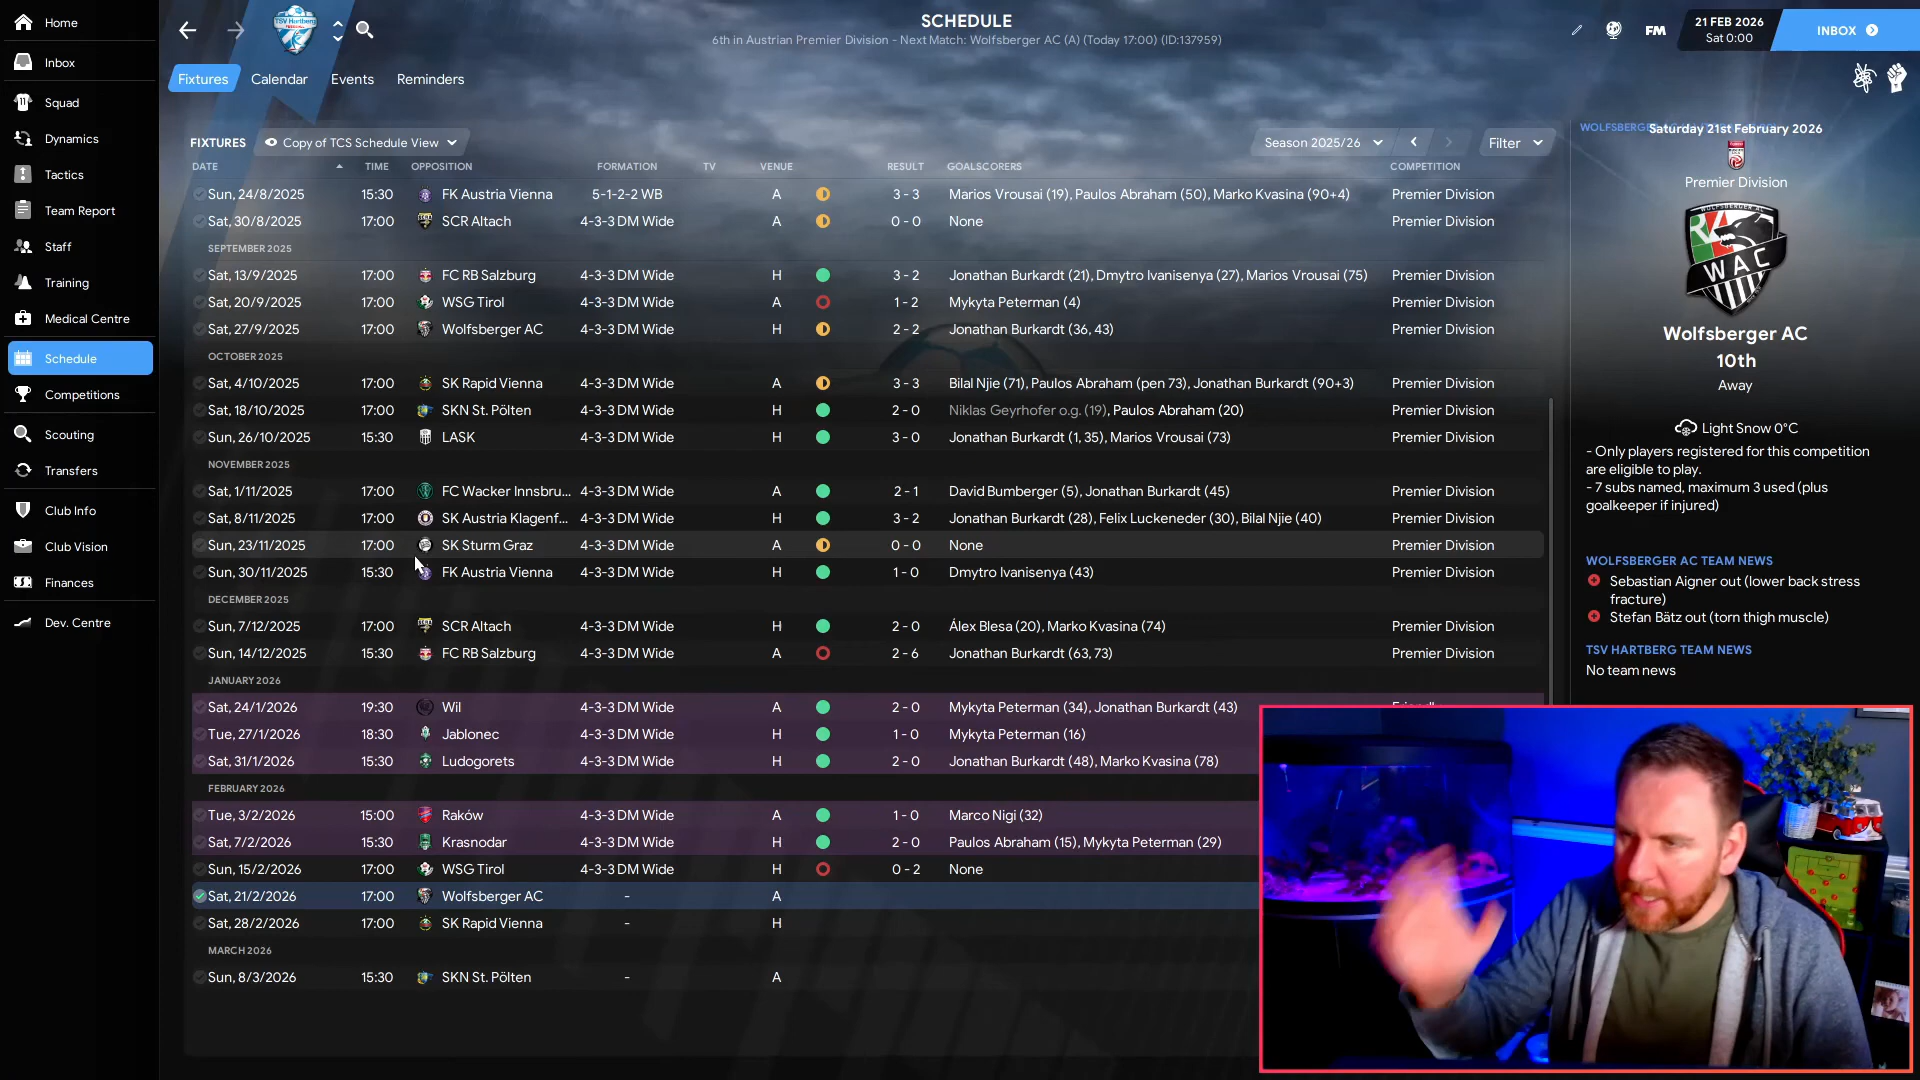 Home
Inbox
Squad
Dynamics
Tactics
Team Report
Staff
Training
Medical Centre
Schedule
Competitions
Scouting
Transfers
Club Info
Club Vision
Finances
Dev. Centre
TSV Hartberg
SCHEDULE
6th in Austrian Premier Division - Next Match: Wolfsberger AC (A) (Today 17:00) (ID:137959)
FM
21 FEB 2026
Sat 0:00
INBOX
Fixtures Calendar Events Reminders
FIXTURES Copy of TCS Schedule View Season 2025/26 Filter
DATE TIME OPPOSITION FORMATION TV VENUE RESULT GOALSCORERS COMPETITION
Sun, 24/8/2025 15:30 FK Austria Vienna 5-1-2-2 WB A 3 - 3 Marios Vrousai (19), Paulos Abraham (50), Marko Kvasina (90+4) Premier Division
Sat, 30/8/2025 17:00 SCR Altach 4-3-3 DM Wide A 0 - 0 None Premier Division
SEPTEMBER 2025
Sat, 13/9/2025 17:00 FC RB Salzburg 4-3-3 DM Wide H 3 - 2 Jonathan Burkardt (21), Dmytro Ivanisenya (27), Marios Vrousai (75) Premier Division
Sat, 20/9/2025 17:00 WSG Tirol 4-3-3 DM Wide A 1 - 2 Mykyta Peterman (4) Premier Division
Sat, 27/9/2025 17:00 Wolfsberger AC 4-3-3 DM Wide H 2 - 2 Jonathan Burkardt (36, 43) Premier Division
OCTOBER 2025
Sat, 4/10/2025 17:00 SK Rapid Vienna 4-3-3 DM Wide A 3 - 3 Bilal Njie (71), Paulos Abraham (pen 73), Jonathan Burkardt (90+3) Premier Division
Sat, 18/10/2025 17:00 SKN St. Pölten 4-3-3 DM Wide H 2 - 0 Niklas Geyrhofer o.g. (19), Paulos Abraham (20) Premier Division
Sun, 26/10/2025 15:30 LASK 4-3-3 DM Wide H 3 - 0 Jonathan Burkardt (1, 35), Marios Vrousai (73) Premier Division
NOVEMBER 2025
Sat, 1/11/2025 17:00 FC Wacker Innsbru... 4-3-3 DM Wide A 2 - 1 David Bumberger (5), Jonathan Burkardt (45) Premier Division
Sat, 8/11/2025 17:00 SK Austria Klagenf... 4-3-3 DM Wide H 3 - 2 Jonathan Burkardt (28), Felix Luckeneder (30), Bilal Njie (40) Premier Division
Sun, 23/11/2025 17:00 SK Sturm Graz 4-3-3 DM Wide A 0 - 0 None Premier Division
Sun, 30/11/2025 15:30 FK Austria Vienna 4-3-3 DM Wide H 1 - 0 Dmytro Ivanisenya (43) Premier Division
DECEMBER 2025
Sun, 7/12/2025 17:00 SCR Altach 4-3-3 DM Wide H 2 - 0 Álex Blesa (20), Marko Kvasina (74) Premier Division
Sun, 14/12/2025 15:30 FC RB Salzburg 4-3-3 DM Wide A 2 - 6 Jonathan Burkardt (63, 73) Premier Division
JANUARY 2026
Sat, 24/1/2026 19:30 Wil 4-3-3 DM Wide A 2 - 0 Mykyta Peterman (34), Jonathan Burkardt (43)
Tue, 27/1/2026 18:30 Jablonec 4-3-3 DM Wide H 1 - 0 Mykyta Peterman (16)
Sat, 31/1/2026 15:30 Ludogorets 4-3-3 DM Wide H 2 - 0 Jonathan Burkardt (48), Marko Kvasina (78)
FEBRUARY 2026
Tue, 3/2/2026 15:00 Raków 4-3-3 DM Wide A 1 - 0 Marco Nigi (32)
Sat, 7/2/2026 15:30 Krasnodar 4-3-3 DM Wide H 2 - 0 Paulos Abraham (15), Mykyta Peterman (29)
Sun, 15/2/2026 17:00 WSG Tirol 4-3-3 DM Wide H 0 - 2 None
Sat, 21/2/2026 17:00 Wolfsberger AC - A
Sat, 28/2/2026 17:00 SK Rapid Vienna - H
MARCH 2026
Sun, 8/3/2026 15:30 SKN St. Pölten - A
Saturday 21st February 2026
Premier Division
WOLFSBERGER AC
WAC
Wolfsberger AC
10th
Away
Light Snow 0°C
- Only players registered for this competition
are eligible to play.
- 7 subs named, maximum 3 used (plus
goalkeeper if injured)
WOLFSBERGER AC TEAM NEWS
Sebastian Aigner out (lower back stress
fracture)
Stefan Bätz out (torn thigh muscle)
TSV HARTBERG TEAM NEWS
No team news